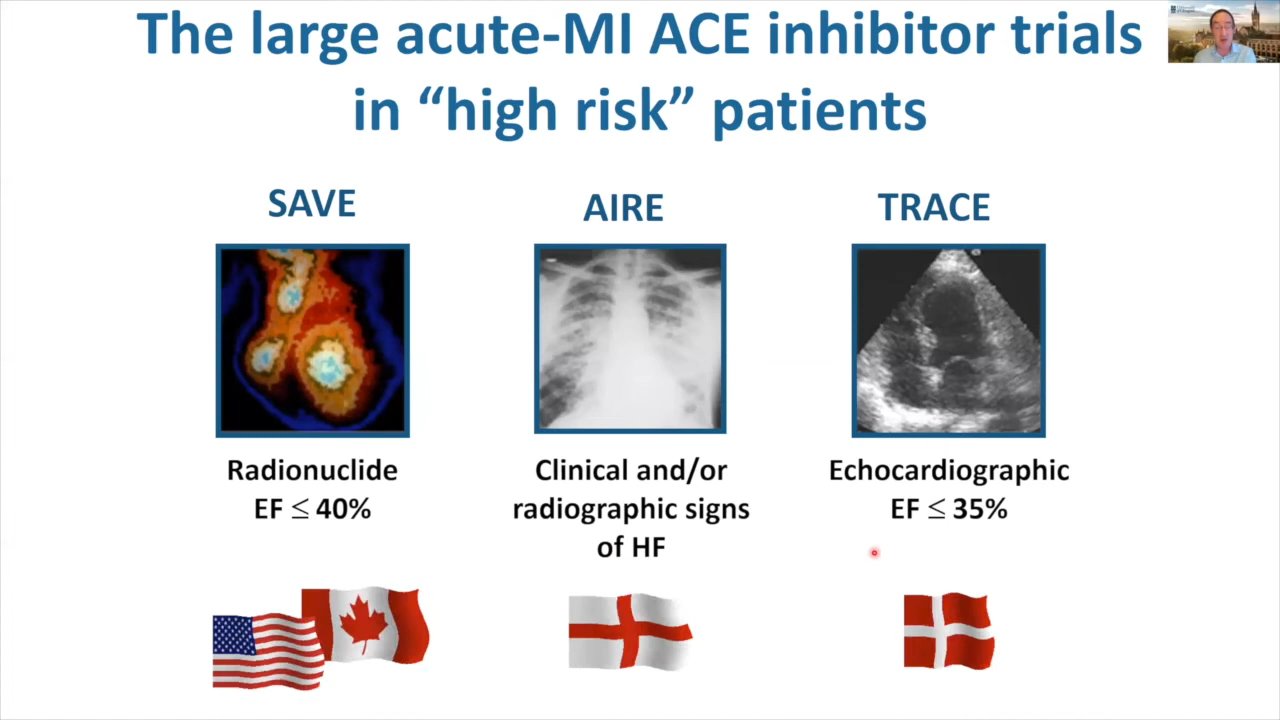 The large acute-MI ACE inhibitor trials
in “high risk” patients
SAVE
AIRE
TRACE
Radionuclide
EF ≤ 40%
Clinical and/or
radiographic signs
of HF
Echocardiographic
EF ≤ 35%